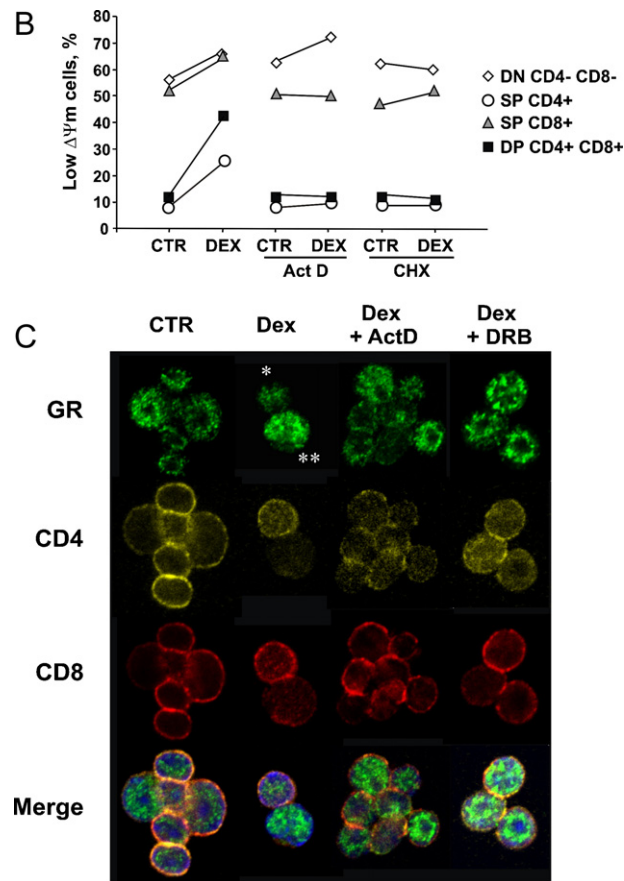 B
Low ΔΨm cells, %
80
70
60
50
40
30
20
10
0
CTR DEX CTR DEX CTR DEX
Act D CHX
DN CD4- CD8-
SP CD4+
SP CD8+
DP CD4+ CD8+
C
CTR Dex Dex + ActD Dex + DRB
GR
*
**
CD4
CD8
Merge